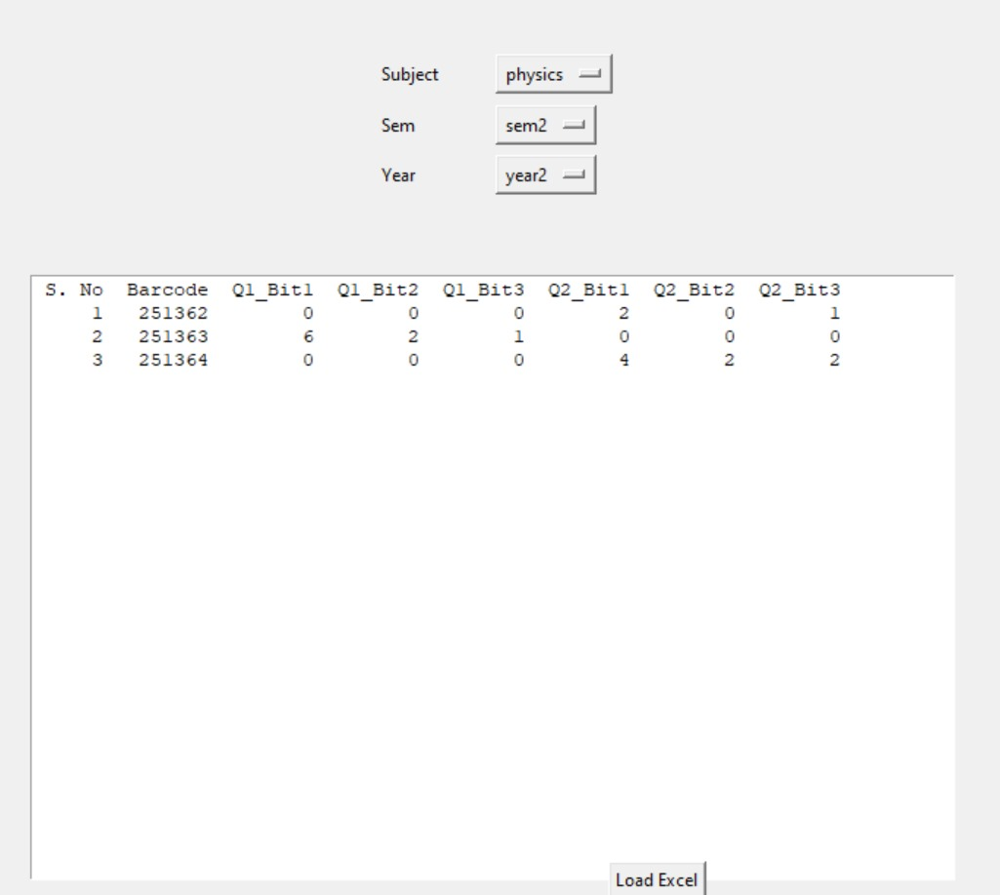 Subject physics
Sem sem2
Year year2
S. No Barcode Q1_Bit1 Q1_Bit2 Q1_Bit3 Q2_Bit1 Q2_Bit2 Q2_Bit3
1 251362 0 0 0 2 0 1
2 251363 6 2 1 0 0 0
3 251364 0 0 0 4 2 2
Load Excel